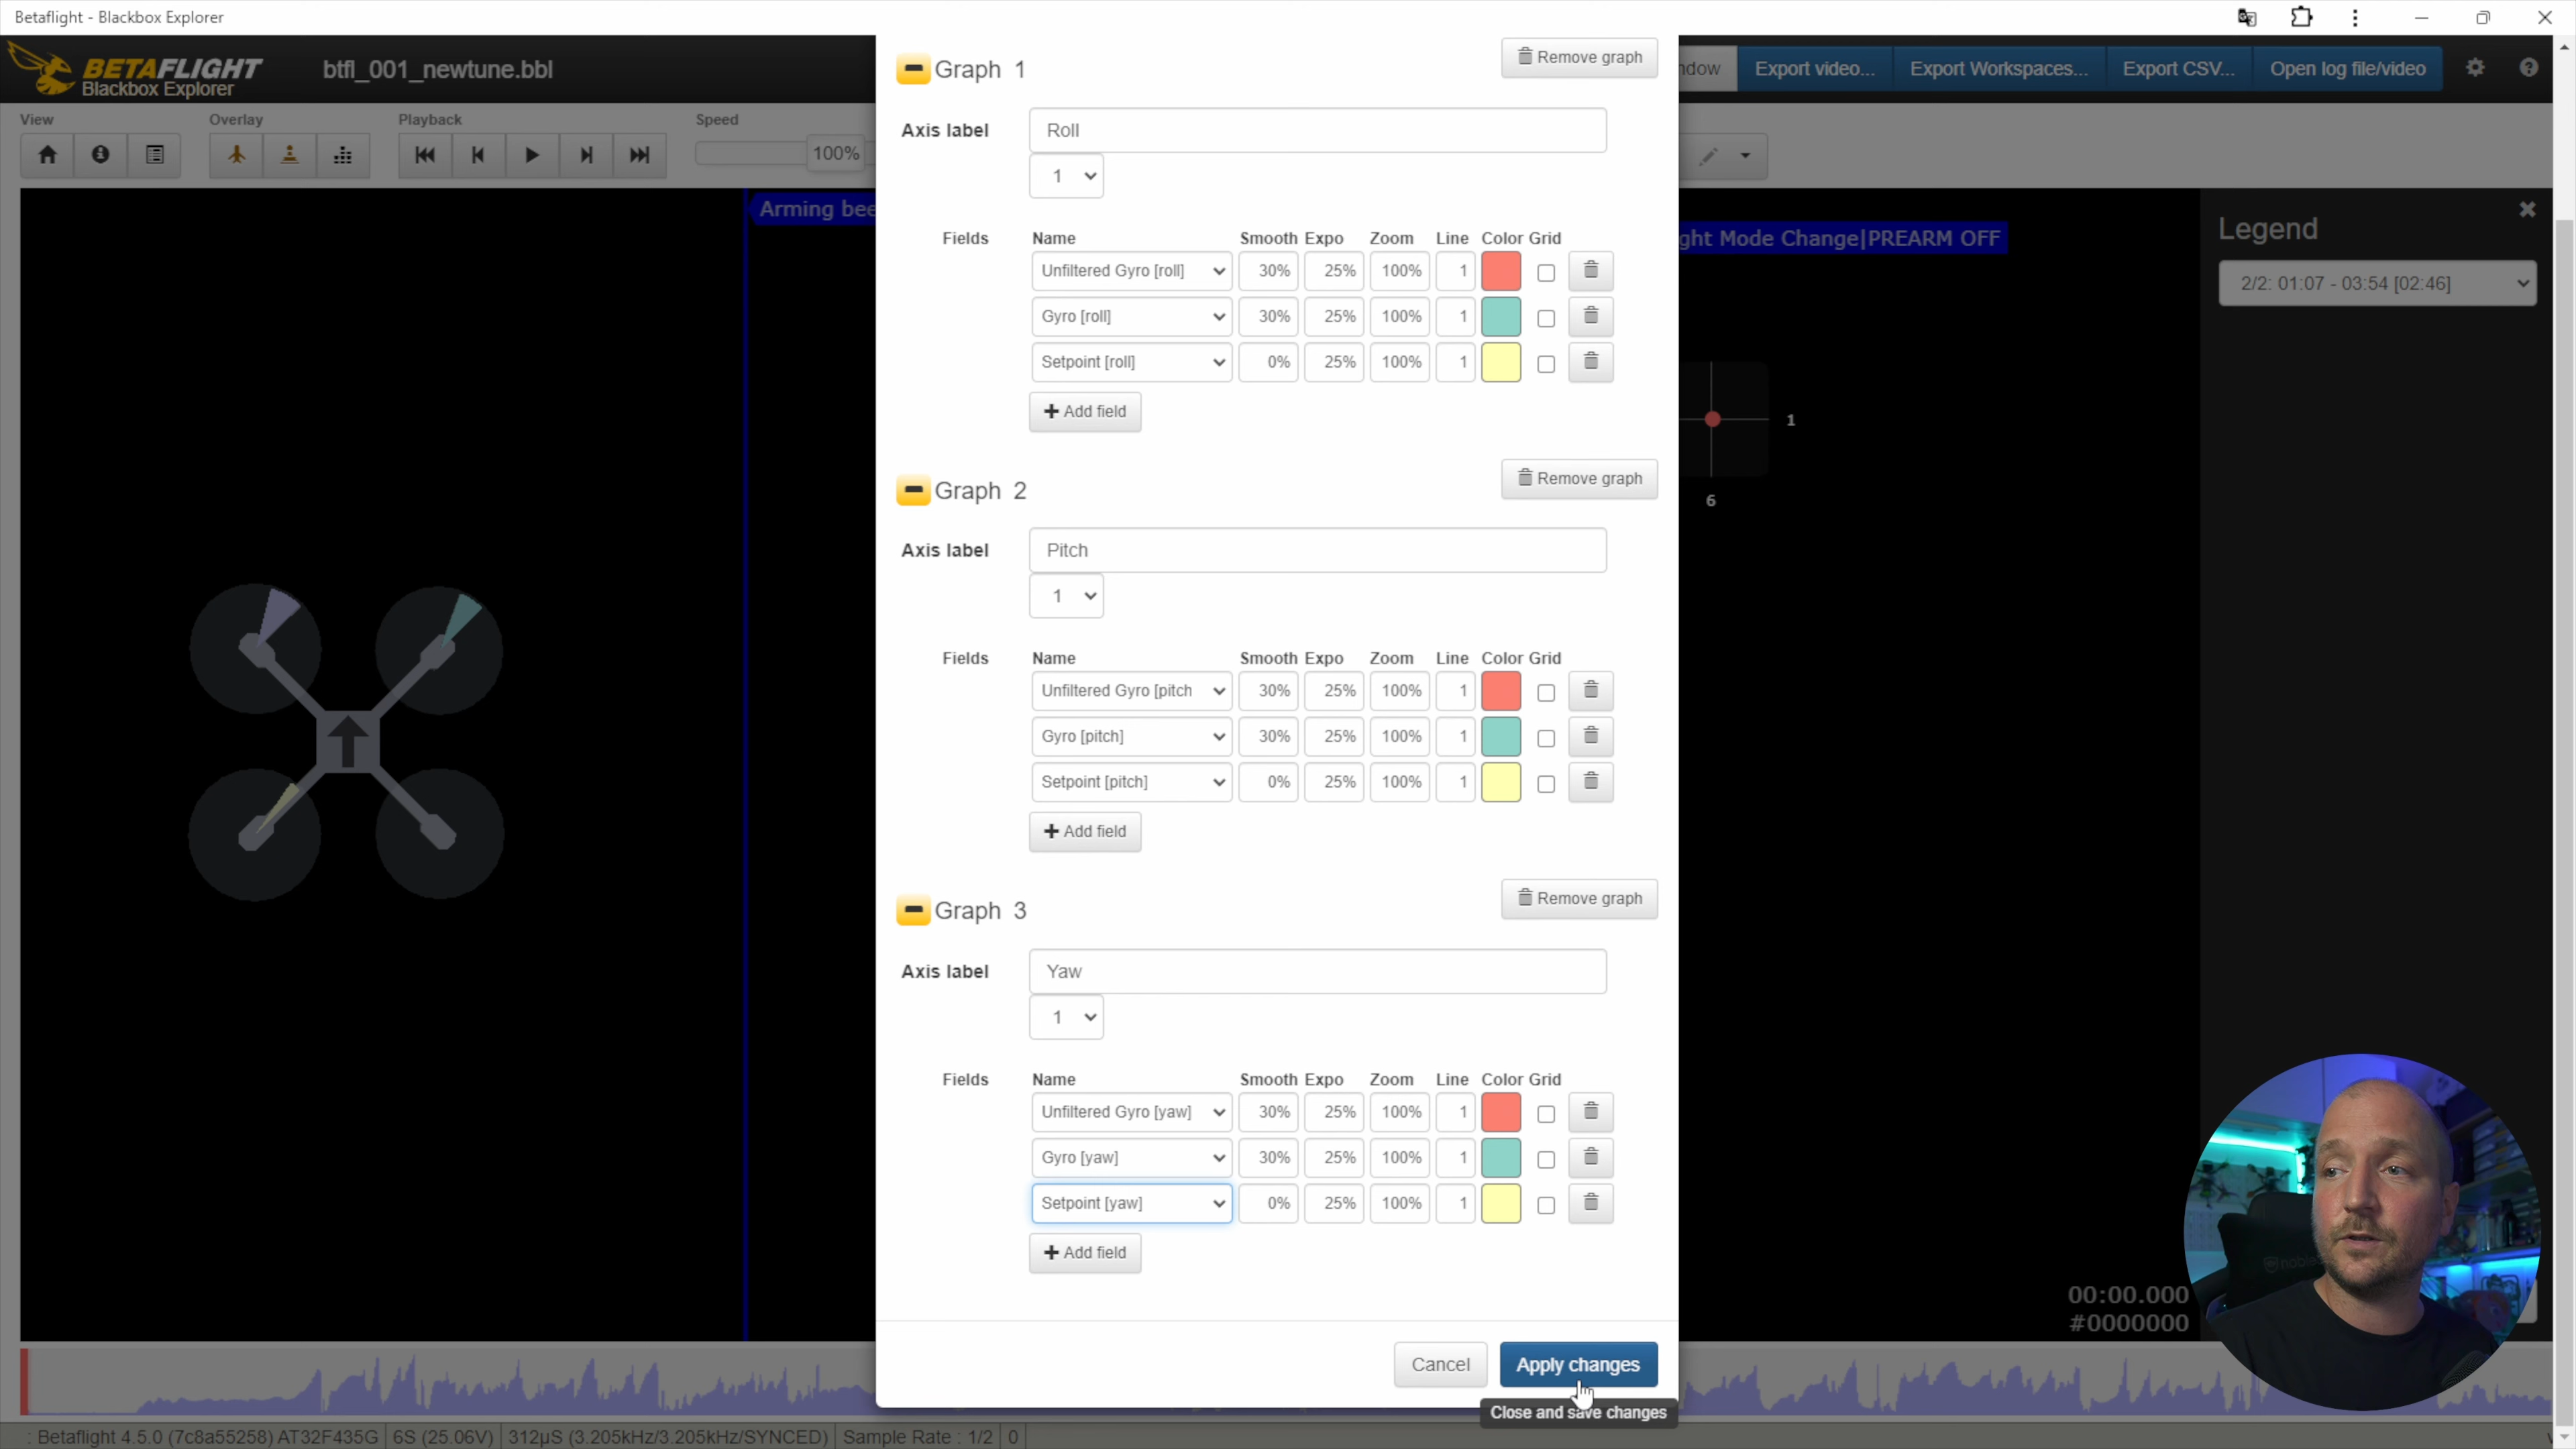 Betaflight - Blackbox Explorer
BETAFLIGHT
Blackbox Explorer
btfl_001_newtune.bbl
Export video...
Export Workspaces...
Export CSV...
Open log file/video
View
Overlay
Playback
Speed
100%
Graph 1
Remove graph
Axis label
Roll
1
Fields
Name Smooth Expo Zoom Line Color Grid
Unfiltered Gyro [roll] 30% 25% 100% 1
Gyro [roll] 30% 25% 100% 1
Setpoint [roll] 0% 25% 100% 1
Add field
Graph 2
Remove graph
Axis label
Pitch
1
Fields
Name Smooth Expo Zoom Line Color Grid
Unfiltered Gyro [pitch 30% 25% 100% 1
Gyro [pitch] 30% 25% 100% 1
Setpoint [pitch] 0% 25% 100% 1
Add field
Graph 3
Remove graph
Axis label
Yaw
1
Fields
Name Smooth Expo Zoom Line Color Grid
Unfiltered Gyro [yaw] 30% 25% 100% 1
Gyro [yaw] 30% 25% 100% 1
Setpoint [yaw] 0% 25% 100% 1
Add field
Cancel
Apply changes
Close and save changes
Arming bee
ght Mode Change|PREARM OFF
1
6
Legend
2/2: 01:07 - 03:54 [02:46]
00:00.000
#0000000
: Betaflight 4.5.0 (7c8a55258) AT32F435G 6S (25.06V) 312µS (3.205kHz/3.205kHz/SYNCED) Sample Rate : 1/2 0